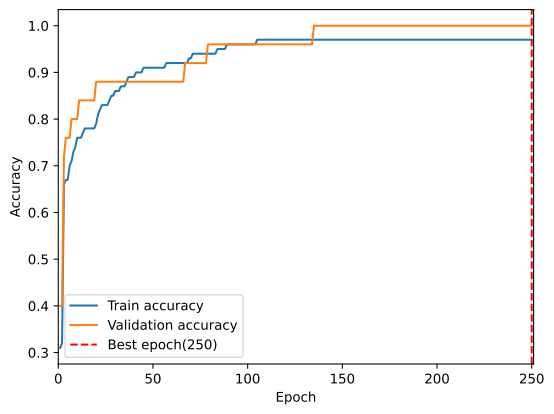 1.0
0.9
0.8
0.7
0.6
0.5
0.4
0.3
Accuracy
Train accuracy
Validation accuracy
Best epoch(250)
0 50 100 150 200 250
Epoch